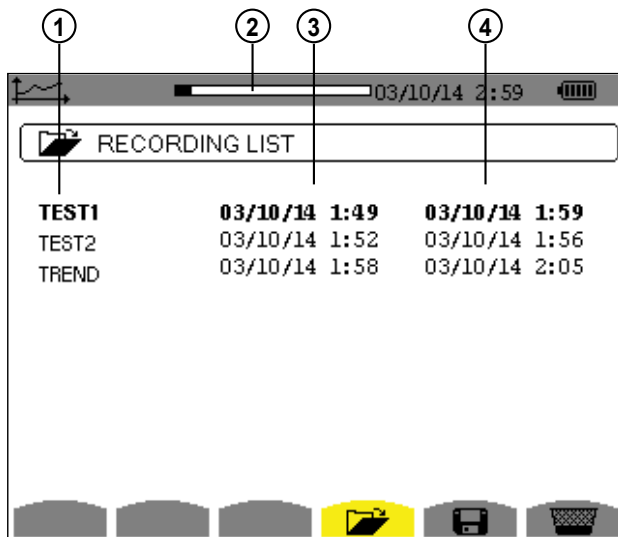 1 2 3 4
03/10/14 2:59
RECORDING LIST
TEST1 03/10/14 1:49 03/10/14 1:59
TEST2 03/10/14 1:52 03/10/14 1:56
TREND 03/10/14 1:58 03/10/14 2:05